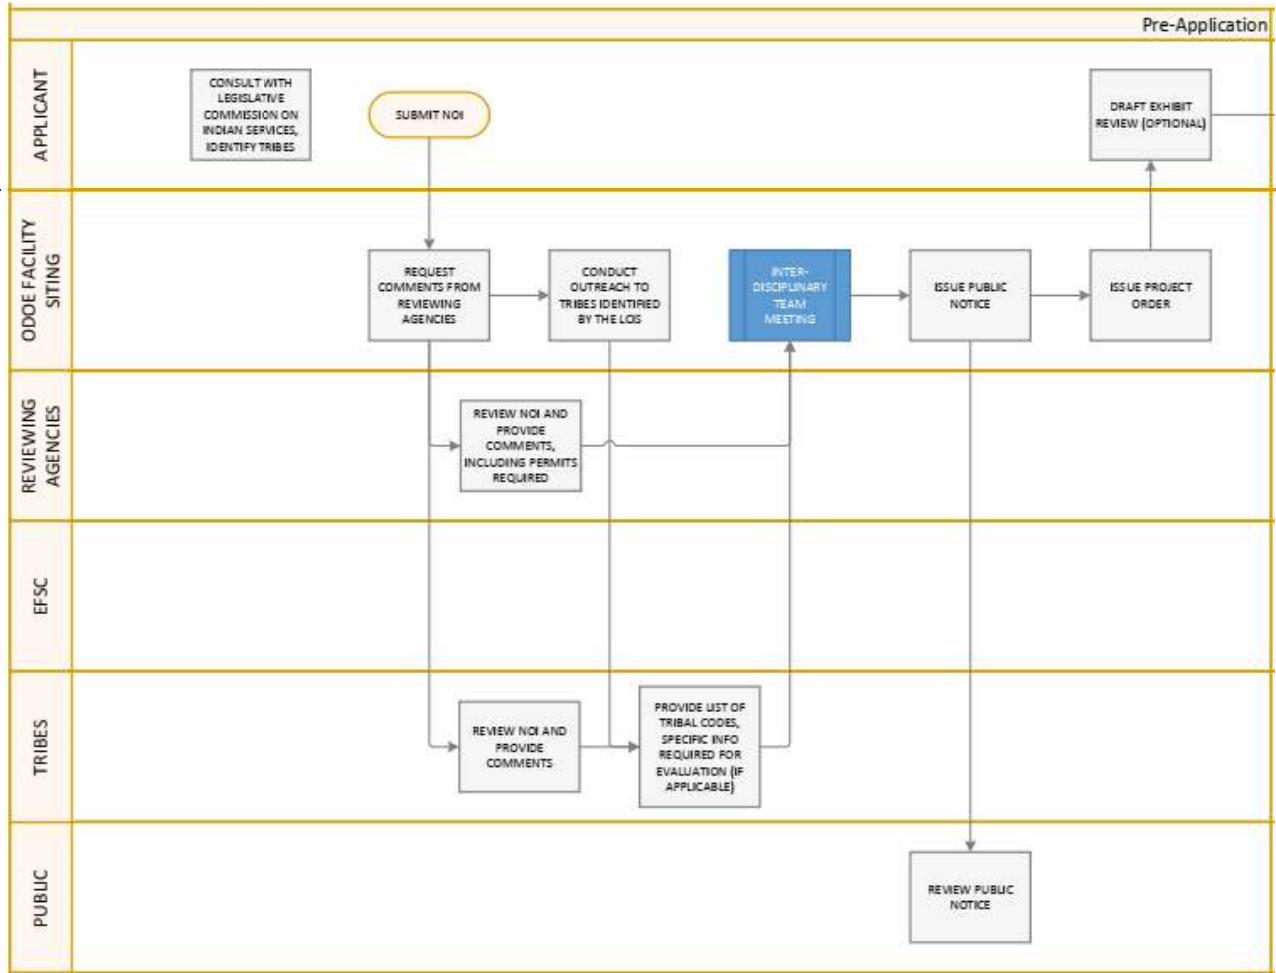 Pre-Application
APPLICANT
CONSULT WITH
LEGISLATIVE
COMMISSION ON
INDIAN SERVICES,
IDENTIFY TRIBES
SUBMIT NOI
DRAFT EXHIBIT
REVIEW (OPTIONAL)
ODOE FACILITY
SITING
REQUEST
COMMENTS FROM
REVIEWING
AGENCIES
CONDUCT
OUTREACH TO
TRIBES IDENTIFIED
BY THE LCIS
INTER-
DISCIPLINARY
TEAM
MEETING
ISSUE PUBLIC
NOTICE
ISSUE PROJECT
ORDER
REVIEWING
AGENCIES
REVIEW NOI AND
PROVIDE
COMMENTS,
INCLUDING PERMITS
REQUIRED
EFSC
TRIBES
REVIEW NOI AND
PROVIDE
COMMENTS
PROVIDE LIST OF
TRIBAL CODES,
SPECIFIC INFO
REQUIRED FOR
EVALUATION (IF
APPLICABLE)
PUBLIC
REVIEW PUBLIC
NOTICE